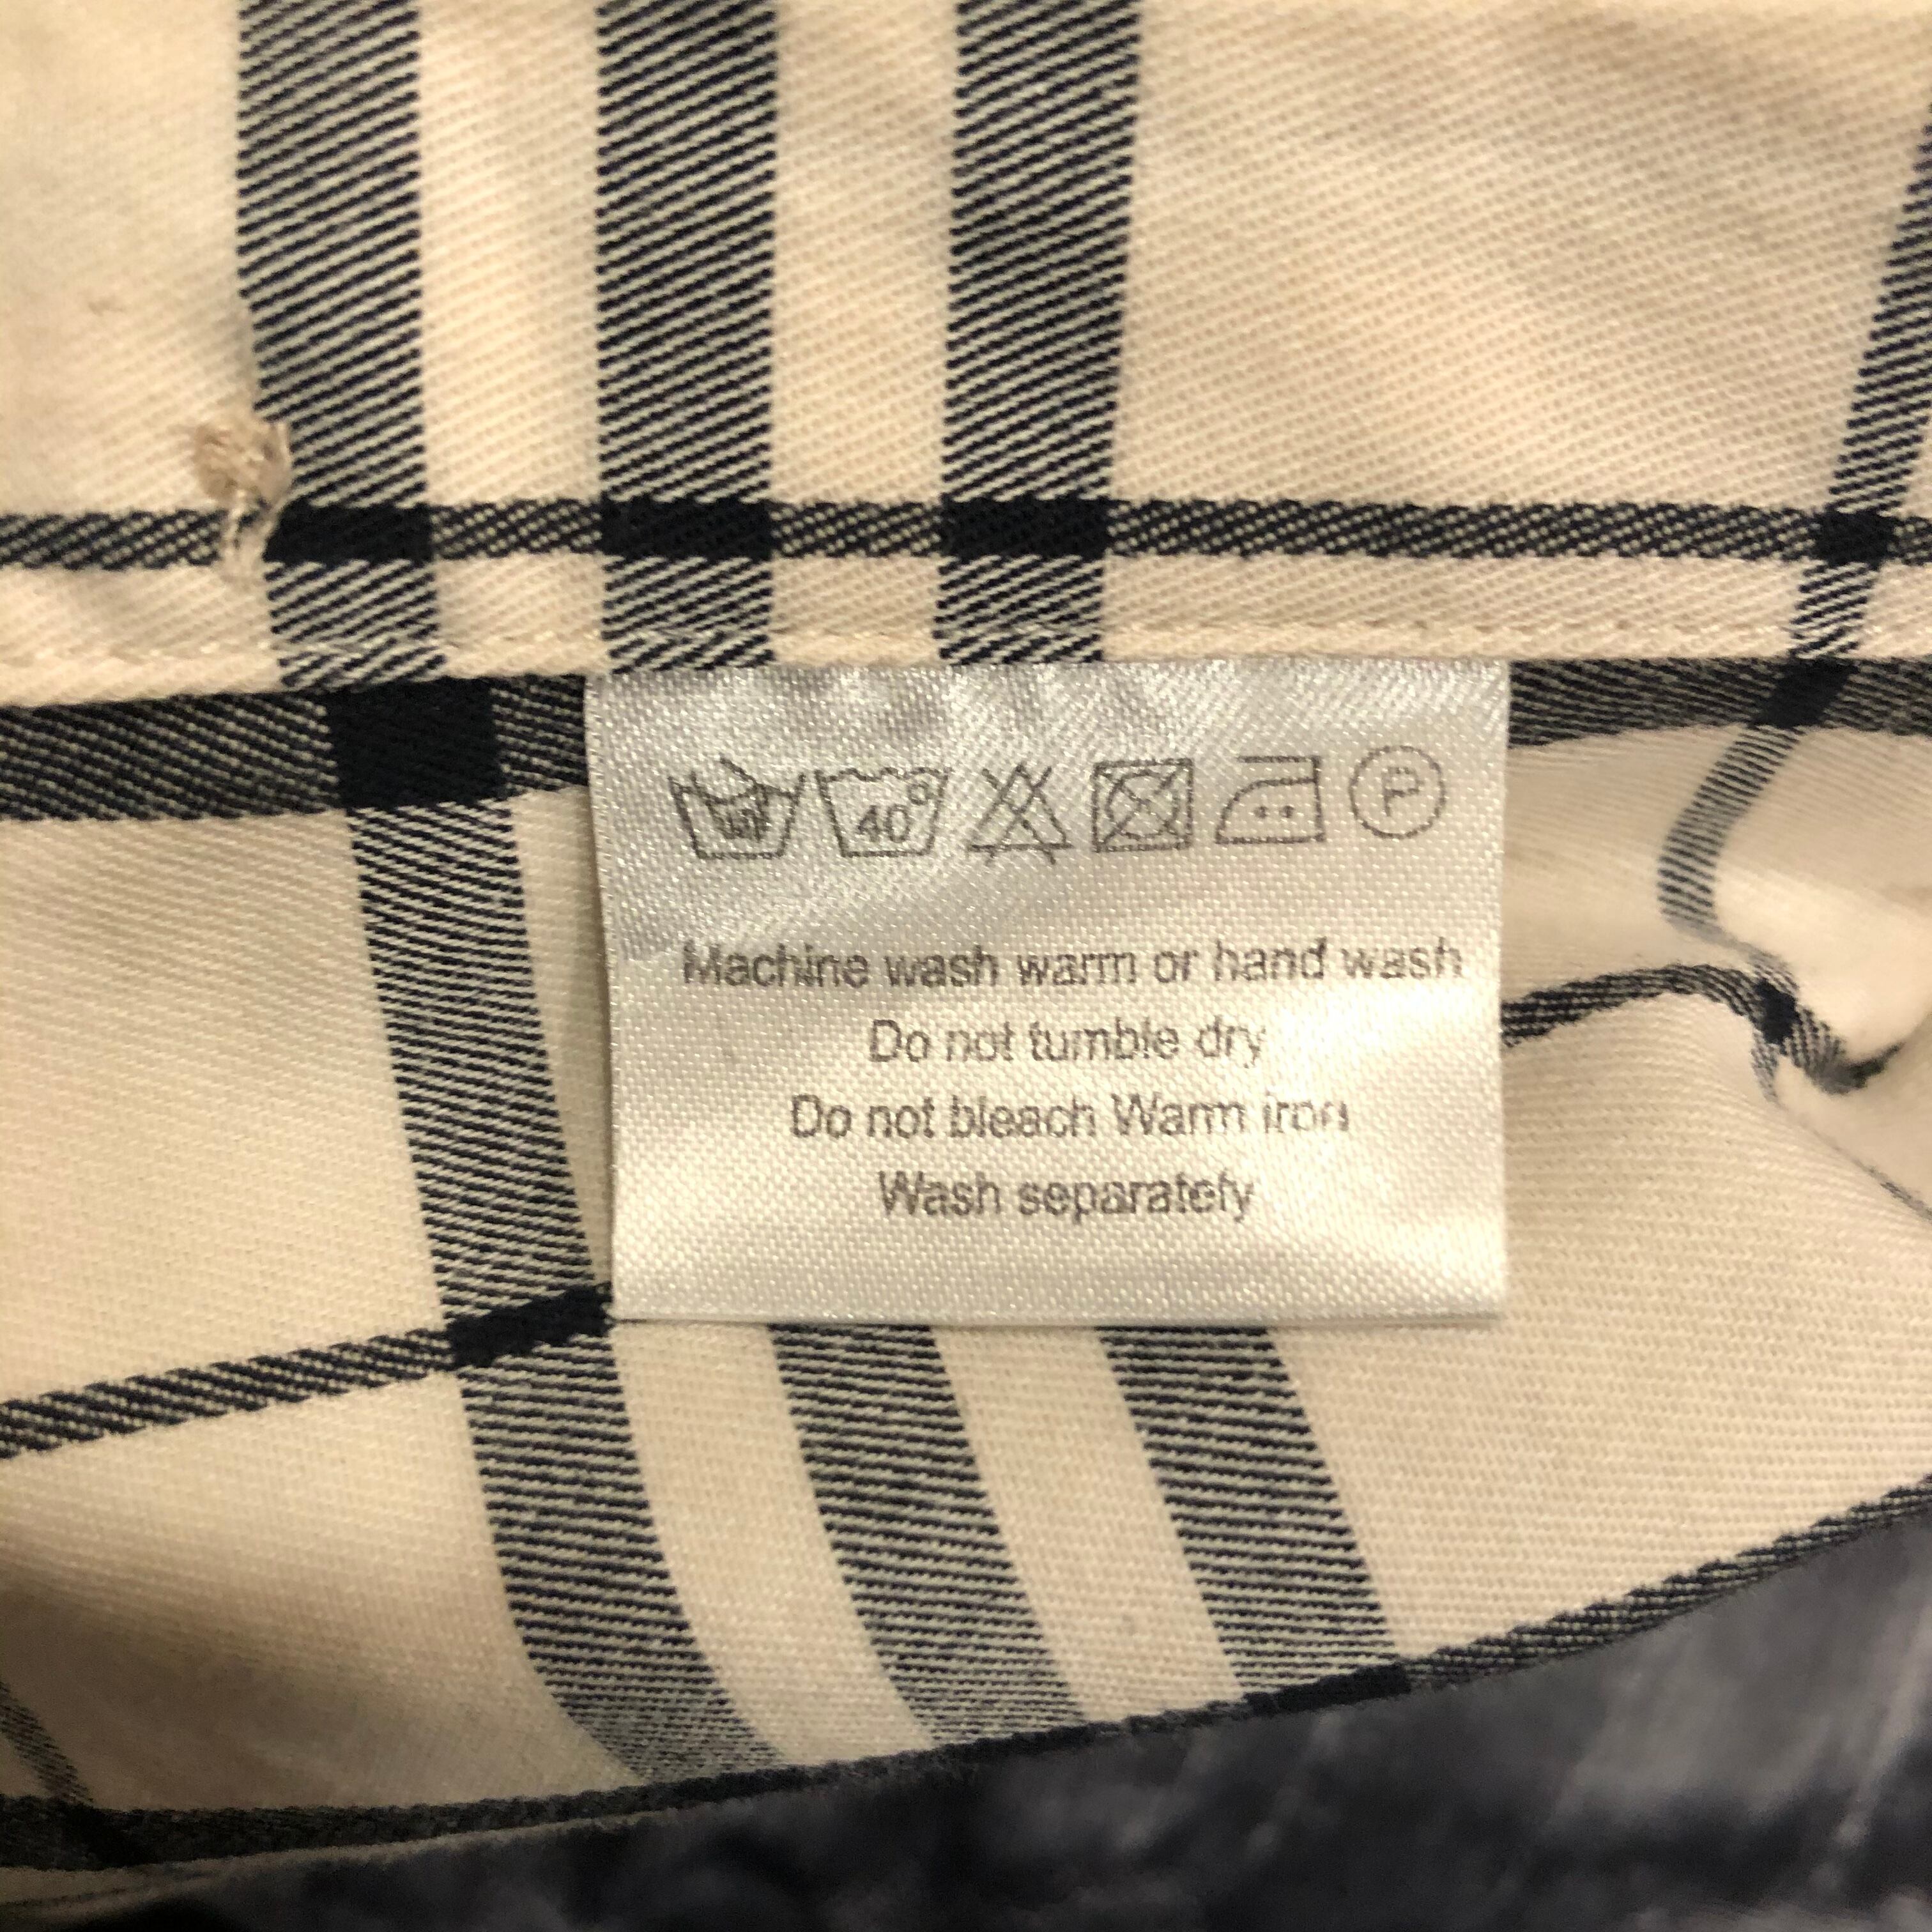 40°
P
Machine wash warm or hand wash
Do not tumble dry
Do not bleach Warm iron
Wash separately